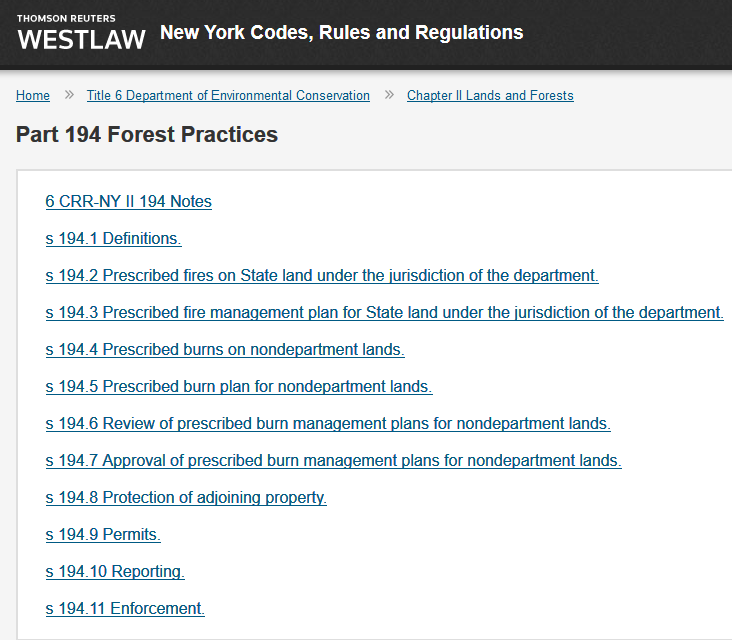 THOMSON REUTERS
WESTLAW New York Codes, Rules and Regulations
Home » Title 6 Department of Environmental Conservation » Chapter II Lands and Forests
Part 194 Forest Practices
6 CRR-NY II 194 Notes
s 194.1 Definitions.
s 194.2 Prescribed fires on State land under the jurisdiction of the department.
s 194.3 Prescribed fire management plan for State land under the jurisdiction of the department.
s 194.4 Prescribed burns on nondepartment lands.
s 194.5 Prescribed burn plan for nondepartment lands.
s 194.6 Review of prescribed burn management plans for nondepartment lands.
s 194.7 Approval of prescribed burn management plans for nondepartment lands.
s 194.8 Protection of adjoining property.
s 194.9 Permits.
s 194.10 Reporting.
s 194.11 Enforcement.